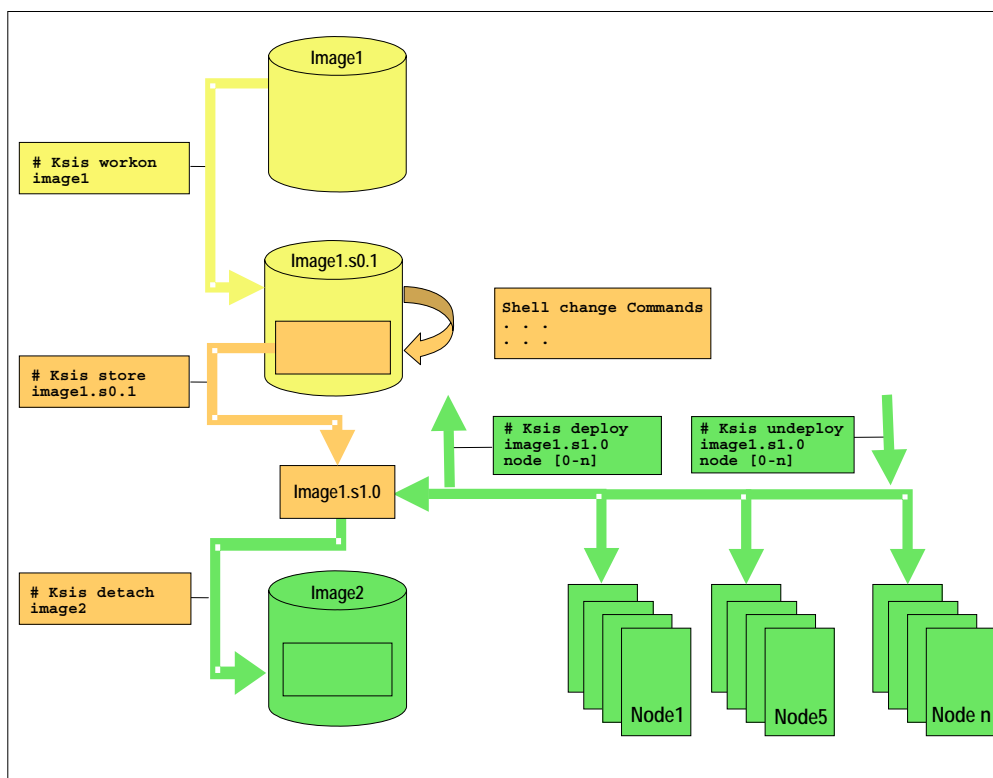 Image1
# Ksis workon
image1
Image1.s0.1
Shell change Commands
. . .
. . .
# Ksis store
image1.s0.1
# Ksis deploy
image1.s1.0
node [0-n]
# Ksis undeploy
image1.s1.0
node [0-n]
Image1.s1.0
# Ksis detach
image2
Image2
Node1
Node5
Node n